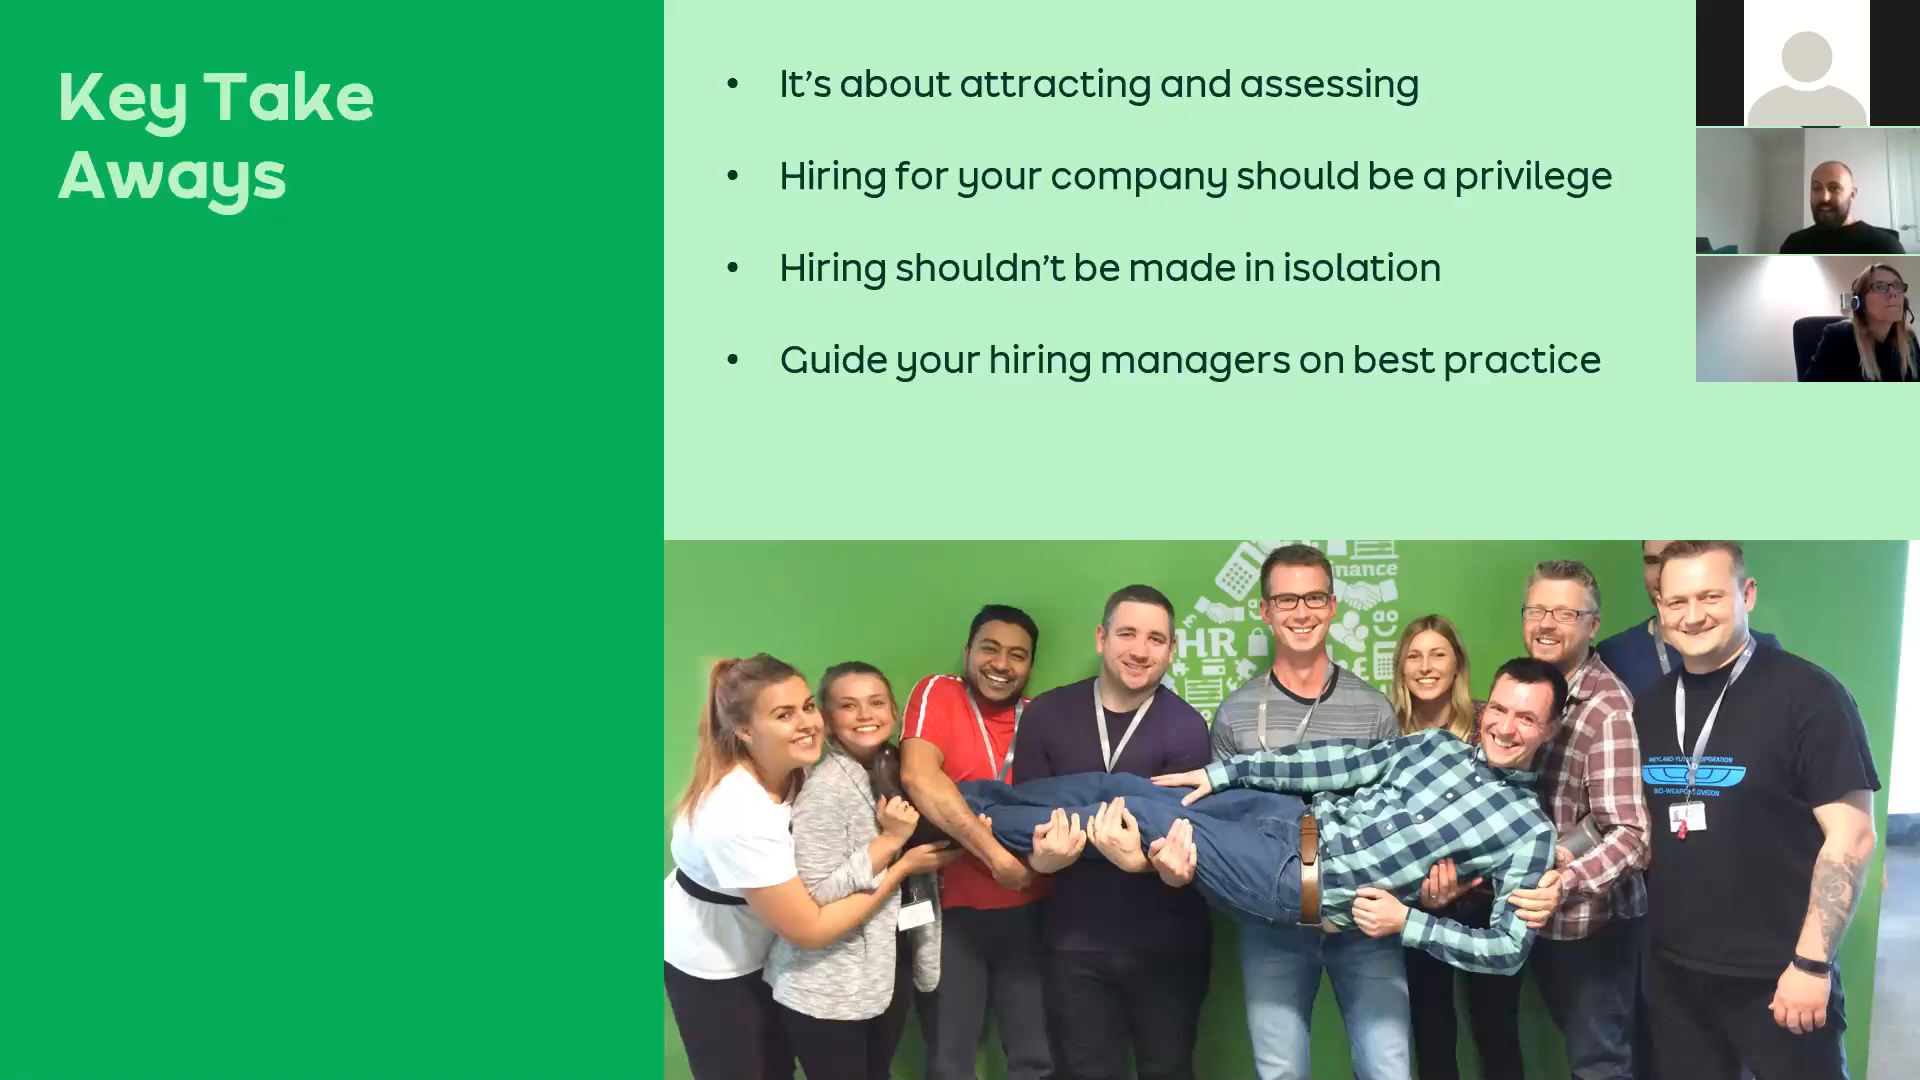 Key Take
Aways
• It's about attracting and assessing
• Hiring for your company should be a privilege
• Hiring shouldn't be made in isolation
• Guide your hiring managers on best practice
HR